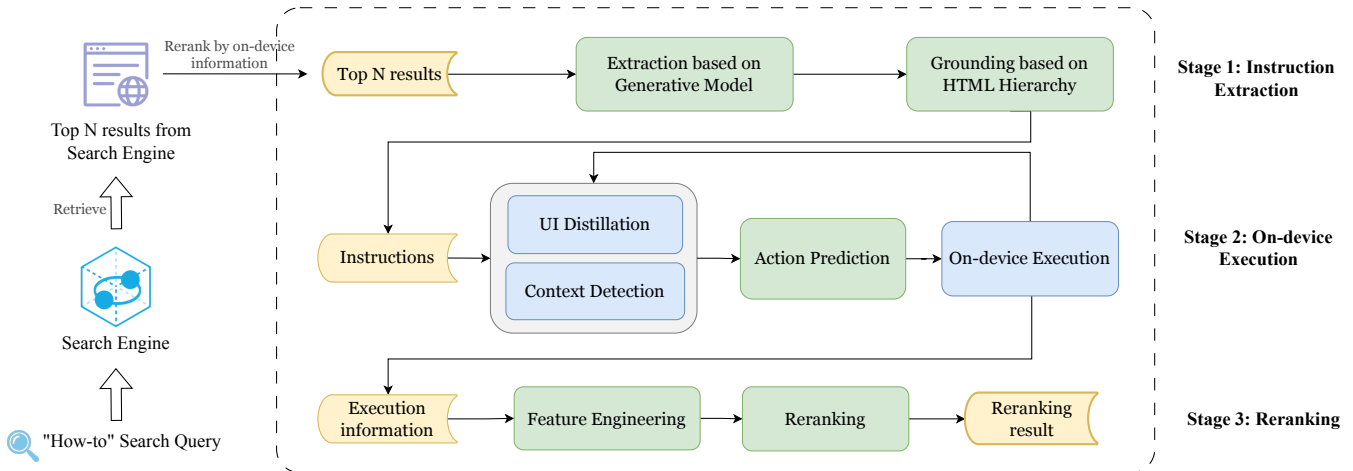 Rerank by on-device
information
Top N results from
Search Engine
Retrieve
Search Engine
"How-to" Search Query
Top N results
Extraction based on
Generative Model
Grounding based on
HTML Hierarchy
Stage 1: Instruction
Extraction
Instructions
UI Distillation
Context Detection
Action Prediction
On-device Execution
Stage 2: On-device
Execution
Execution
information
Feature Engineering
Reranking
Reranking
result
Stage 3: Reranking